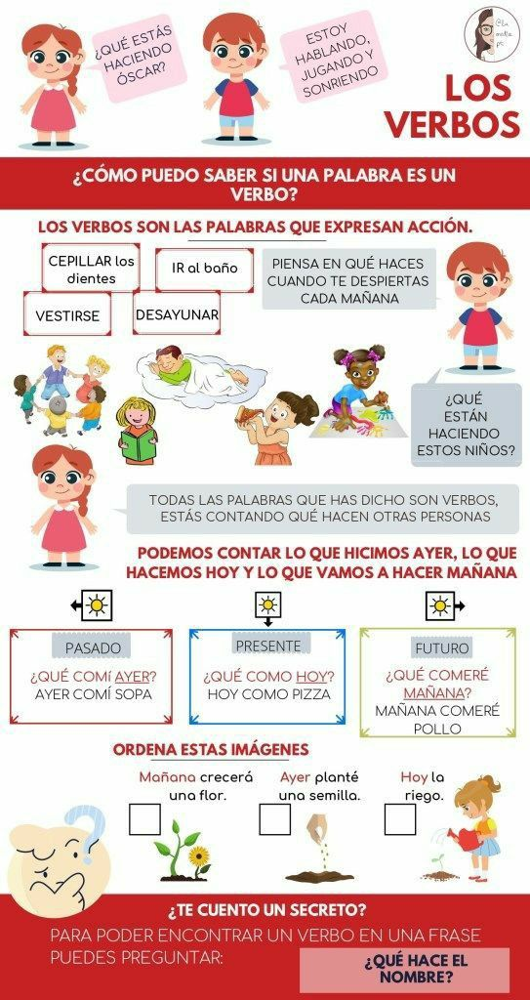 ¿QUÉ ESTÁS
HACIENDO
ÓSCAR?
ESTOY
HABLANDO,
JUGANDO Y
SONRIENDO
LOS
VERBOS
¿CÓMO PUEDO SABER SI UNA PALABRA ES UN
VERBO?
LOS VERBOS SON LAS PALABRAS QUE EXPRESAN ACCIÓN.
CEPILLAR los
dientes
IR al baño
VESTIRSE
DESAYUNAR
PIENSA EN QUÉ HACES
CUANDO TE DESPIERTAS
CADA MAÑANA
¿QUÉ
ESTÁN
HACIENDO
ESTOS NIÑOS?
TODAS LAS PALABRAS QUE HAS DICHO SON VERBOS,
ESTÁS CONTANDO QUÉ HACEN OTRAS PERSONAS
PODEMOS CONTAR LO QUE HICIMOS AYER, LO QUE
HACEMOS HOY Y LO QUE VAMOS A HACER MAÑANA
PASADO
¿QUÉ COMÍ AYER?
AYER COMÍ SOPA
PRESENTE
¿QUÉ COMO HOY?
HOY COMO PIZZA
FUTURO
¿QUÉ COMERÉ
MAÑANA?
MAÑANA COMERÉ
POLLO
ORDENA ESTAS IMÁGENES
Mañana crecerá
una flor.
Ayer planté
una semilla.
Hoy la
riego.
¿TE CUENTO UN SECRETO?
PARA PODER ENCONTRAR UN VERBO EN UNA FRASE
PUEDES PREGUNTAR:
¿QUÉ HACE EL
NOMBRE?